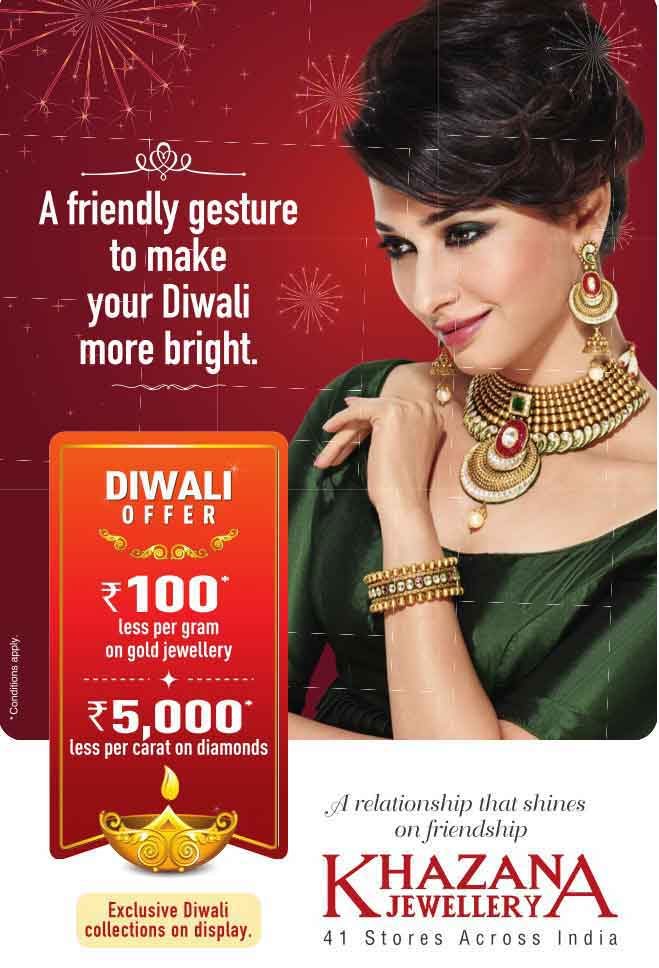 A friendly gesture
to make
your Diwali
more bright.
DIWALI
OFFER
₹100*
less per gram
on gold jewellery
₹5,000*
less per carat on diamonds
*Conditions apply.
Exclusive Diwali
collections on display.
A relationship that shines
on friendship
KHAZANA
JEWELLERY
41 Stores Across India